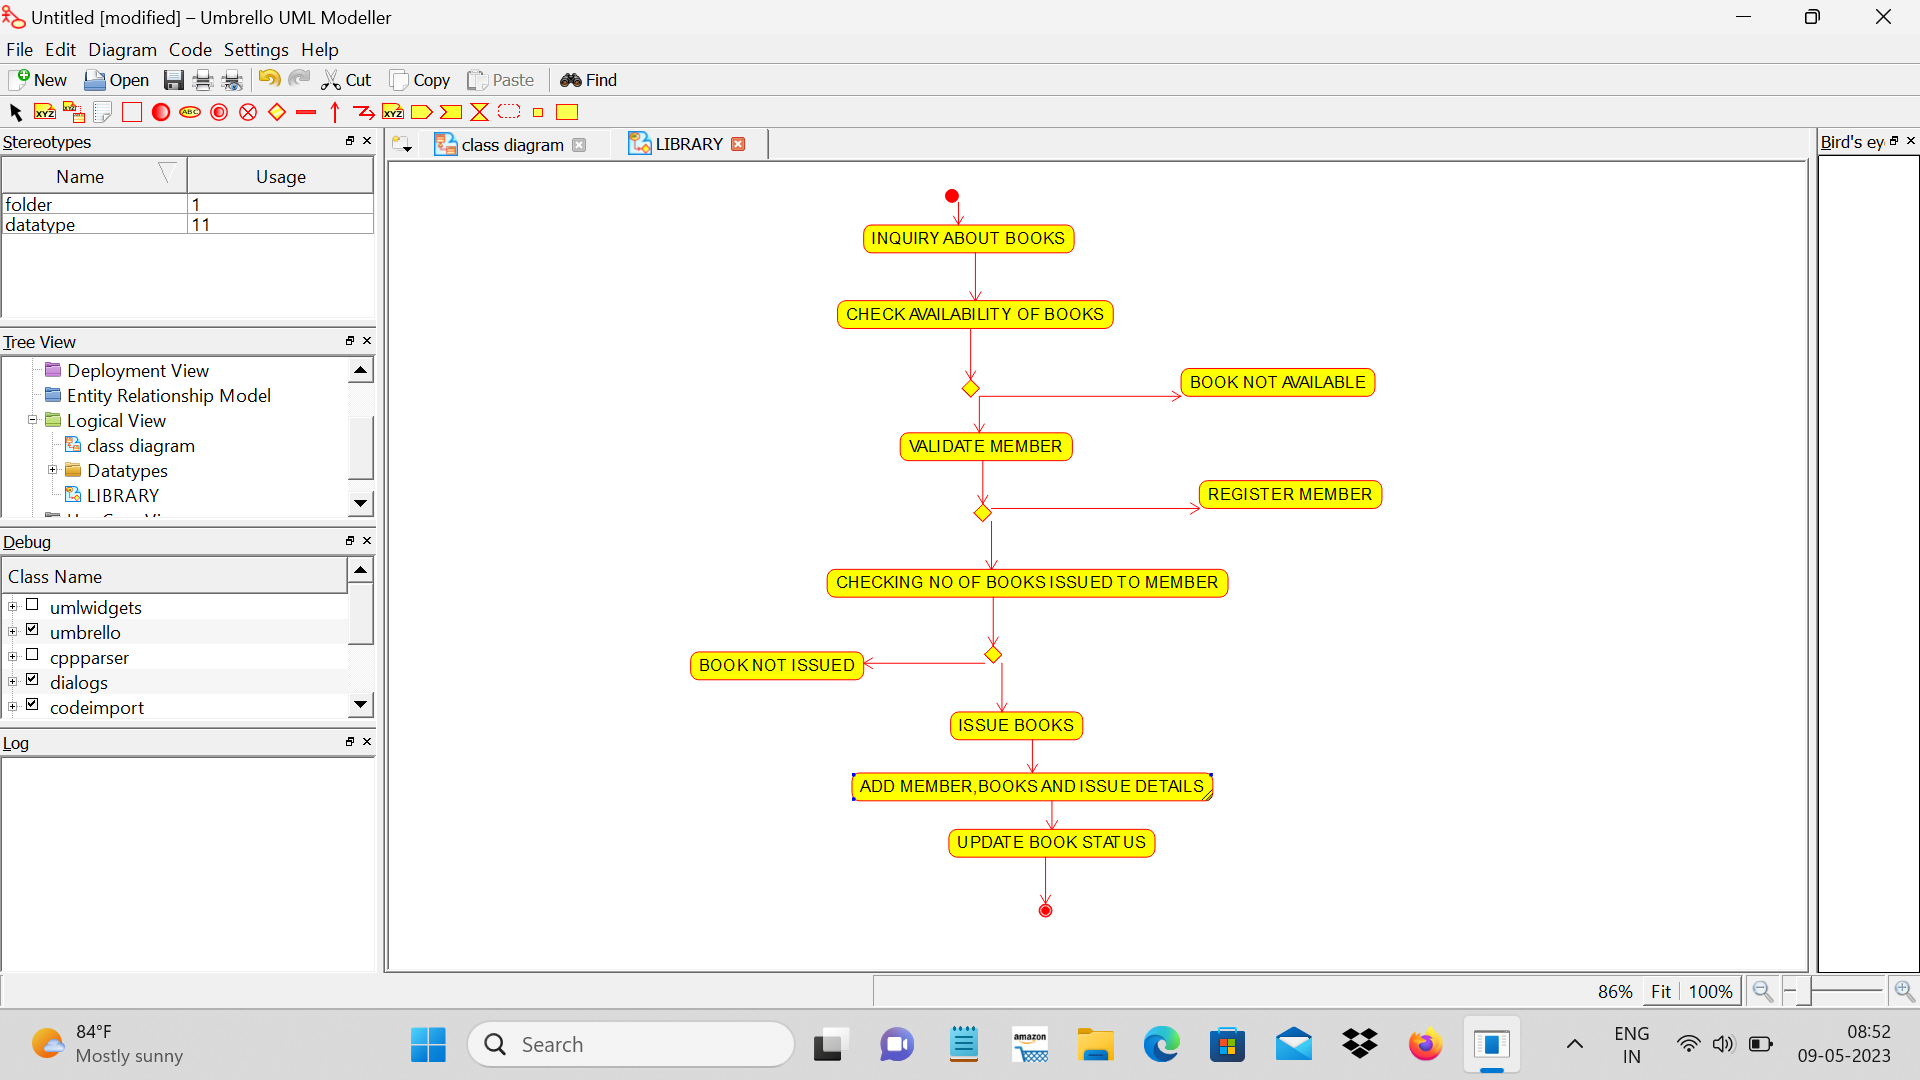 Untitled [modified] – Umbrello UML Modeller
File Edit Diagram Code Settings Help
New Open Cut Copy Paste Find
XYZ ABC XYZ
Stereotypes
Name Usage
folder 1
datatype 11
Tree View
Deployment View
Entity Relationship Model
Logical View
class diagram
Datatypes
LIBRARY
Debug
Class Name
umlwidgets
umbrello
cppparser
dialogs
codeimport
Log
class diagram LIBRARY
Bird's ey
INQUIRY ABOUT BOOKS
CHECK AVAILABILITY OF BOOKS
BOOK NOT AVAILABLE
VALIDATE MEMBER
REGISTER MEMBER
CHECKING NO OF BOOKS ISSUED TO MEMBER
BOOK NOT ISSUED
ISSUE BOOKS
ADD MEMBER,BOOKS AND ISSUE DETAILS
UPDATE BOOK STATUS
86% Fit 100%
84°F
Mostly sunny
Search
amazon
ENG
IN
08:52
09-05-2023